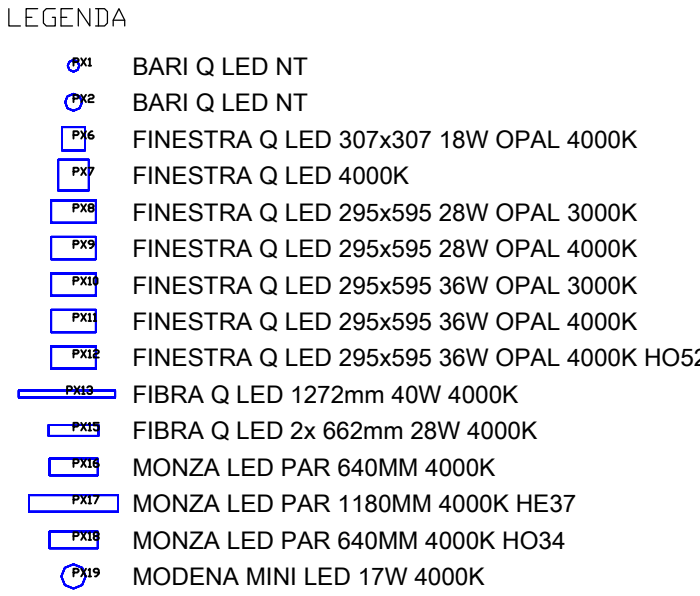 LEGENDA
PX1 BARI Q LED NT
PX2 BARI Q LED NT
PX6 FINESTRA Q LED 307x307 18W OPAL 4000K
PX7 FINESTRA Q LED 4000K
PX8 FINESTRA Q LED 295x595 28W OPAL 3000K
PX9 FINESTRA Q LED 295x595 28W OPAL 4000K
PX10 FINESTRA Q LED 295x595 36W OPAL 3000K
PX11 FINESTRA Q LED 295x595 36W OPAL 4000K
PX12 FINESTRA Q LED 295x595 36W OPAL 4000K HO52
PX13 FIBRA Q LED 1272mm 40W 4000K
PX15 FIBRA Q LED 2x 662mm 28W 4000K
PX16 MONZA LED PAR 640MM 4000K
PX17 MONZA LED PAR 1180MM 4000K HE37
PX18 MONZA LED PAR 640MM 4000K HO34
PX19 MODENA MINI LED 17W 4000K